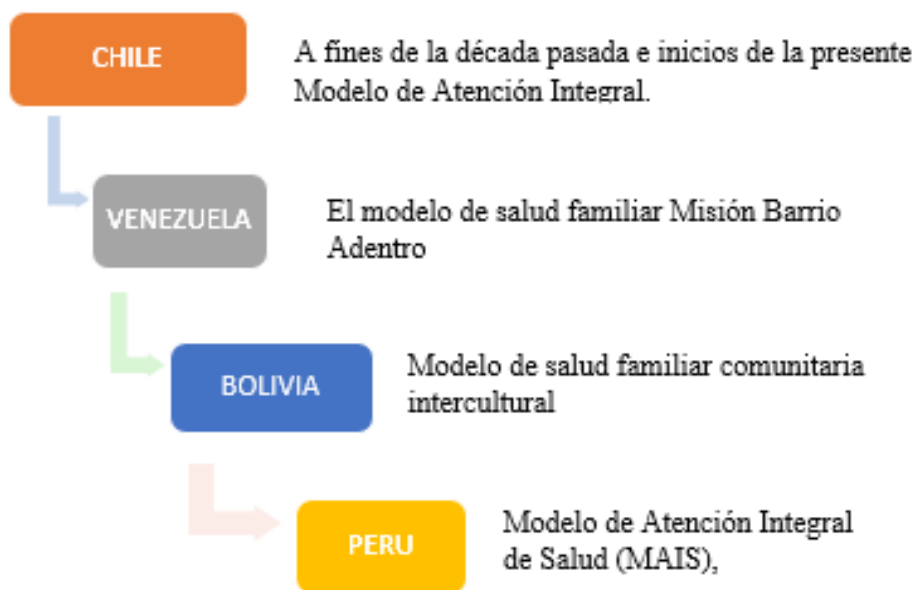 CHILE
A fínes de la década pasada e inicios de la presente
Modelo de Atención Integral.
VENEZUELA
El modelo de salud familiar Misión Barrio
Adentro
BOLIVIA
Modelo de salud familiar comunitaria
intercultural
PERU
Modelo de Atención Integral
de Salud (MAIS),